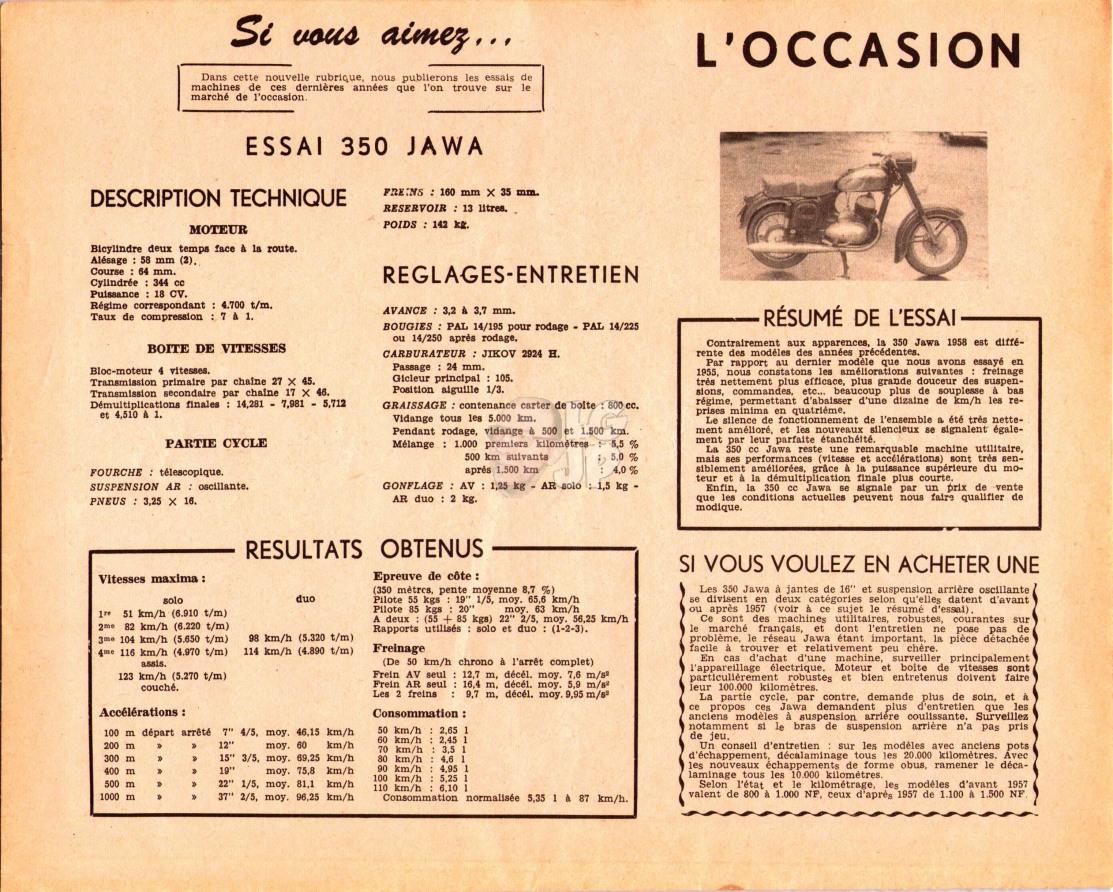 Si vous aimez...
L'OCCASION
Dans cette nouvelle rubrique, nous publierons les essais de
machines de ces dernières années que l'on trouve sur le
marché de l'occasion.
ESSAI 350 JAWA
DESCRIPTION TECHNIQUE
MOTEUR
Bicylindre deux temps face à la route.
Alésage : 58 mm (2).
Course : 64 mm.
Cylindrée : 344 cc
Puissance : 18 CV.
Régime correspondant : 4.700 t/m.
Taux de compression : 7 à 1.
BOITE DE VITESSES
Bloc-moteur 4 vitesses.
Transmission primaire par chaîne 27 × 45.
Transmission secondaire par chaîne 17 × 46.
Démultiplications finales : 14,281 - 7,981 - 5,712
et 4,510 à 1.
PARTIE CYCLE
FOURCHE : télescopique.
SUSPENSION AR : oscillante.
PNEUS : 3,25 × 16.
FREINS : 160 mm × 35 mm.
RESERVOIR : 13 litres.
POIDS : 142 kg.
REGLAGES-ENTRETIEN
AVANCE : 3,2 à 3,7 mm.
BOUGIES : PAL 14/195 pour rodage - PAL 14/225
ou 14/250 après rodage.
CARBURATEUR : JIKOV 2924 H.
Passage : 24 mm.
Gicleur principal : 105.
Position aiguille 1/3.
GRAISSAGE : contenance carter de boîte : 800 cc.
Vidange tous les 5.000 km.
Pendant rodage, vidange à 500 et 1.500 km.
Mélange : 1.000 premiers kilomètres : 5,5 %
500 km suivants : 5,0 %
après 1.500 km : 4,0 %
GONFLAGE : AV : 1,25 kg - AR solo : 1,5 kg -
AR duo : 2 kg.
RESULTATS OBTENUS
Vitesses maxima :
solo duo
1re 51 km/h (6.910 t/m)
2me 82 km/h (6.220 t/m)
3me 104 km/h (5.650 t/m) 98 km/h (5.320 t/m)
4me 116 km/h (4.970 t/m) 114 km/h (4.890 t/m)
assis.
123 km/h (5.270 t/m)
couché.
Accélérations :
100 m départ arrêté 7" 4/5, moy. 46,15 km/h
200 m » » 12" moy. 60 km/h
300 m » » 15" 3/5, moy. 69,25 km/h
400 m » » 19" moy. 75,8 km/h
500 m » » 22" 1/5, moy. 81,1 km/h
1000 m » » 37" 2/5, moy. 96,25 km/h
Epreuve de côte :
(350 mètres, pente moyenne 8,7 %)
Pilote 55 kgs : 19" 1/5, moy. 65,6 km/h
Pilote 85 kgs : 20" moy. 63 km/h
A deux : (55 + 85 kgs) 22" 2/5, moy. 56,25 km/h
Rapports utilisés : solo et duo : (1-2-3).
Freinage
(De 50 km/h chrono à l'arrêt complet)
Frein AV seul : 12,7 m, décél. moy. 7,6 m/s²
Frein AR seul : 16,4 m, décél. moy. 5,9 m/s²
Les 2 freins : 9,7 m, décél. moy. 9,95 m/s²
Consommation :
50 km/h : 2,65 l
60 km/h : 2,45 l
70 km/h : 3,5 l
80 km/h : 4,6 l
90 km/h : 4,95 l
100 km/h : 5,25 l
110 km/h : 6,10 l
Consommation normalisée 5,35 l à 87 km/h.
RÉSUMÉ DE L'ESSAI
Contrairement aux apparences, la 350 Jawa 1958 est diffé-
rente des modèles des années précédentes.
Par rapport au dernier modèle que nous avons essayé en
1955, nous constatons les améliorations suivantes : freinage
très nettement plus efficace, plus grande douceur des suspen-
sions, commandes, etc... beaucoup plus de souplesse à bas
régime, permettant d'abaisser d'une dizaine de km/h les re-
prises minima en quatrième.
Le silence de fonctionnement de l'ensemble a été très nette-
ment amélioré, et les nouveaux silencieux se signalent égale-
ment par leur parfaite étanchéité.
La 350 cc Jawa reste une remarquable machine utilitaire,
mais ses performances (vitesse et accélérations) sont très sen-
siblement améliorées, grâce à la puissance supérieure du mo-
teur et à la démultiplication finale plus courte.
Enfin, la 350 cc Jawa se signale par un prix de vente
que les conditions actuelles peuvent nous faire qualifier de
modique.
SI VOUS VOULEZ EN ACHETER UNE
Les 350 Jawa à jantes de 16" et suspension arrière oscillante
se divisent en deux catégories selon qu'elles datent d'avant
ou après 1957 (voir à ce sujet le résumé d'essai).
Ce sont des machines utilitaires, robustes, courantes sur
le marché français, et dont l'entretien ne pose pas de
problème, le réseau Jawa étant important, la pièce détachée
facile à trouver et relativement peu chère.
En cas d'achat d'une machine, surveiller principalement
l'appareillage électrique. Moteur et boîte de vitesses sont
particulièrement robustes et bien entretenus doivent faire
leur 100.000 kilomètres.
La partie cycle, par contre, demande plus de soin, et à
ce propos ces Jawa demandent plus d'entretien que les
anciens modèles à suspension arrière coulissante. Surveillez
notamment si le bras de suspension arrière n'a pas pris
de jeu.
Un conseil d'entretien : sur les modèles avec anciens pots
d'échappement, décalaminage tous les 20.000 kilomètres. Avec
les nouveaux échappements de forme obus, ramener le déca-
laminage tous les 10.000 kilomètres.
Selon l'état et le kilométrage, les modèles d'avant 1957
valent de 800 à 1.000 NF, ceux d'après 1957 de 1.100 à 1.500 NF.